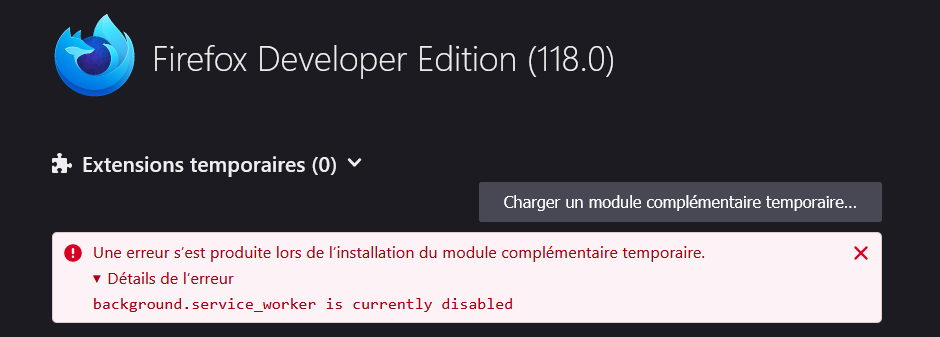 Firefox Developer Edition (118.0)
Extensions temporaires (0)
Charger un module complémentaire temporaire...
Une erreur s’est produite lors de l’installation du module complémentaire temporaire.
Détails de l’erreur
background.service_worker is currently disabled